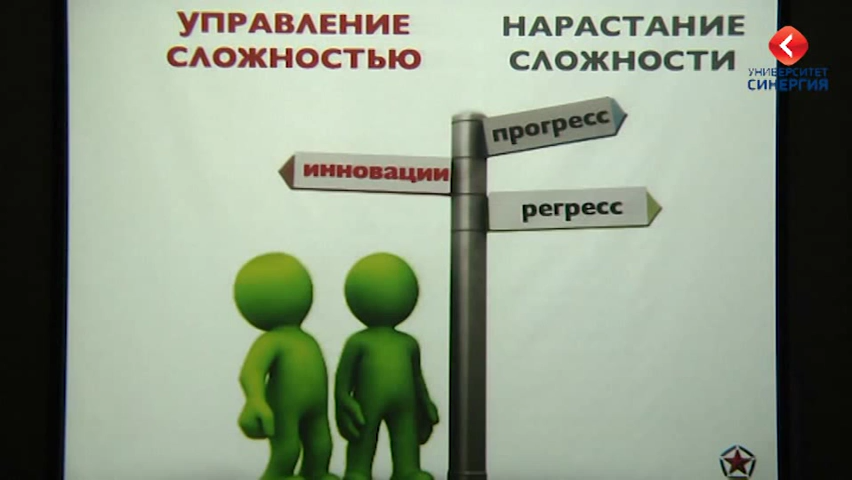 УПРАВЛЕНИЕ
СЛОЖНОСТЬЮ
НАРАСТАНИЕ
СЛОЖНОСТИ
УНИВЕРСИТЕТ
СИНЕРГИЯ
прогресс
инновации
регресс